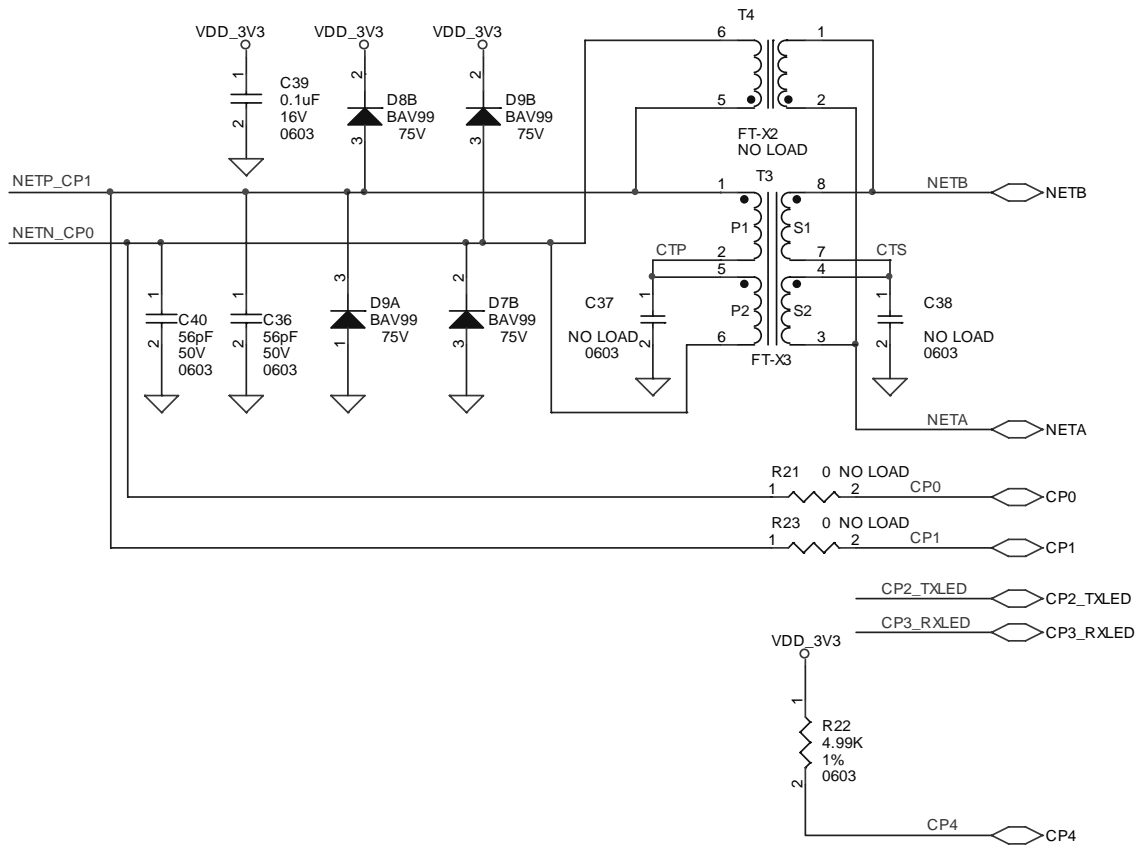 T4
VDD_3V3
VDD_3V3
VDD_3V3
6
1
1
2
2
C39
0.1uF
16V
0603
D8B
BAV99
75V
D9B
BAV99
75V
5
2
2
3
3
FT-X2
NO LOAD
NETP_CP1
T3
1
8
NETB
NETB
P1
S1
NETN_CP0
CTP
2
7
CTS
5
4
1
1
3
2
C37
1
1
C38
C40
56pF
50V
0603
C36
56pF
50V
0603
D9A
BAV99
75V
D7B
BAV99
75V
P2
S2
NO LOAD
0603
NO LOAD
0603
2
2
1
3
2
2
6
3
FT-X3
NETA
NETA
R21 0 NO LOAD
1
2
CP0
CP0
R23 0 NO LOAD
1
2
CP1
CP1
CP2_TXLED
CP2_TXLED
CP3_RXLED
CP3_RXLED
VDD_3V3
1
R22
4.99K
1%
0603
2
CP4
CP4